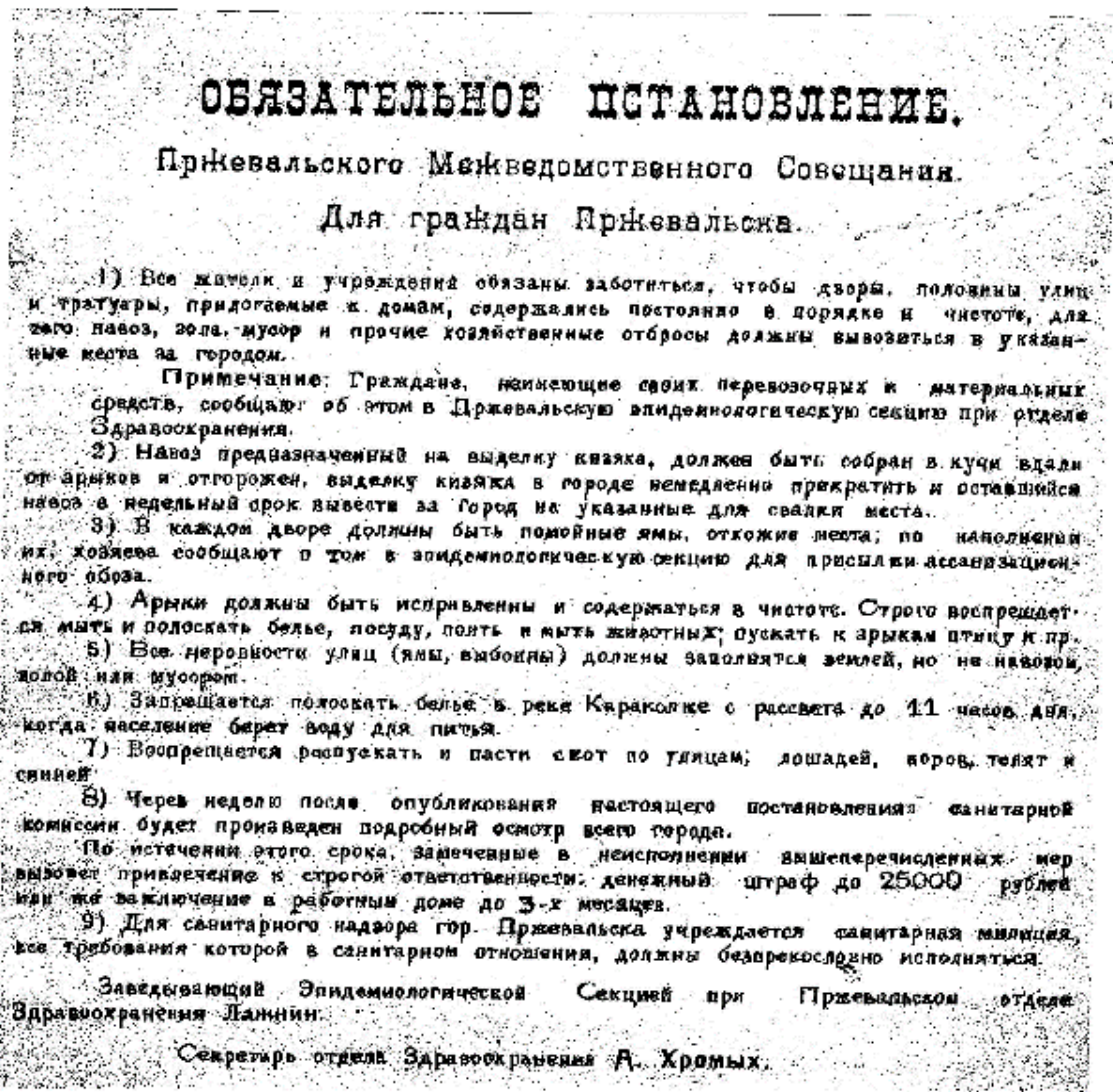 ОБЯЗАТЕЛЬНОЕ ПСТАНОВЛЕНИЕ.
Пржевальского Межведомственного Совещания.
Для граждан Пржевальска.
1) Все жители и учреждения обязаны заботиться, чтобы дворы, половины улиц
и тратуары, прилогаемые к домам, содержались постоянно в порядке и чистоте, для
чего навоз, зола, мусор и прочие хозяйственные отбросы должны вывозиться в указан-
ные места за городом.
Примечание: Граждане, неимеющие своих перевозочных и материальных
средств, сообщают об этом в Пржевальскую эпидемиологическую секцию при отделе
Здравоохранения.
2) Навоз предназначенный на выделку кизяка, должен быть собран в кучи вдали
от арыков и отгорожен, выделку кизяка в городе немедленно прекратить и оставшийся
навоз в недельный срок вывести за город на указанные для свалки места.
3) В каждом дворе должны быть помойные ямы, отхожие места; по наполнении
их, хозяева сообщают о том в эпидемиологическую секцию для присылки ассанизацион-
ного обоза.
4) Арыки должны быть исправленны и содержаться в чистоте. Строго воспрещает-
ся мыть и полоскать белье, посуду, поить и мыть животных; пускать к арыкам птицу и пр.
5) Все неровности улиц (ямы, выбоины) должны заполнятся землей, но не навозом,
золой или мусором.
6) Запрещается полоскать белье в реке Караколке с рассвета до 11 часов дня,
когда население берет воду для питья.
7) Воспрещается распускать и пасти скот по улицам; лошадей, коров, телят и
свиней
8) Через неделю после опубликования настоящего постановления санитарной
комиссии будет произведен подробный осмотр всего города.
По истечении этого срока, замеченные в неисполнении вышеперечисленных мер
вызовет привлечение к строгой ответственности: денежный штраф до 25000 рублей
или же заключение в работным доме до 3-х месяцев.
9) Для санитарного надзора гор. Пржевальска учреждается санитарная милиция,
все требования которой в санитарном отношении, должны безпрекословно исполняться.
Заведывающий Эпидемиологической Секцией при Пржевальском отделе
Здравоохранения
Секретарь отдела Здравоохранения А. Хромых.